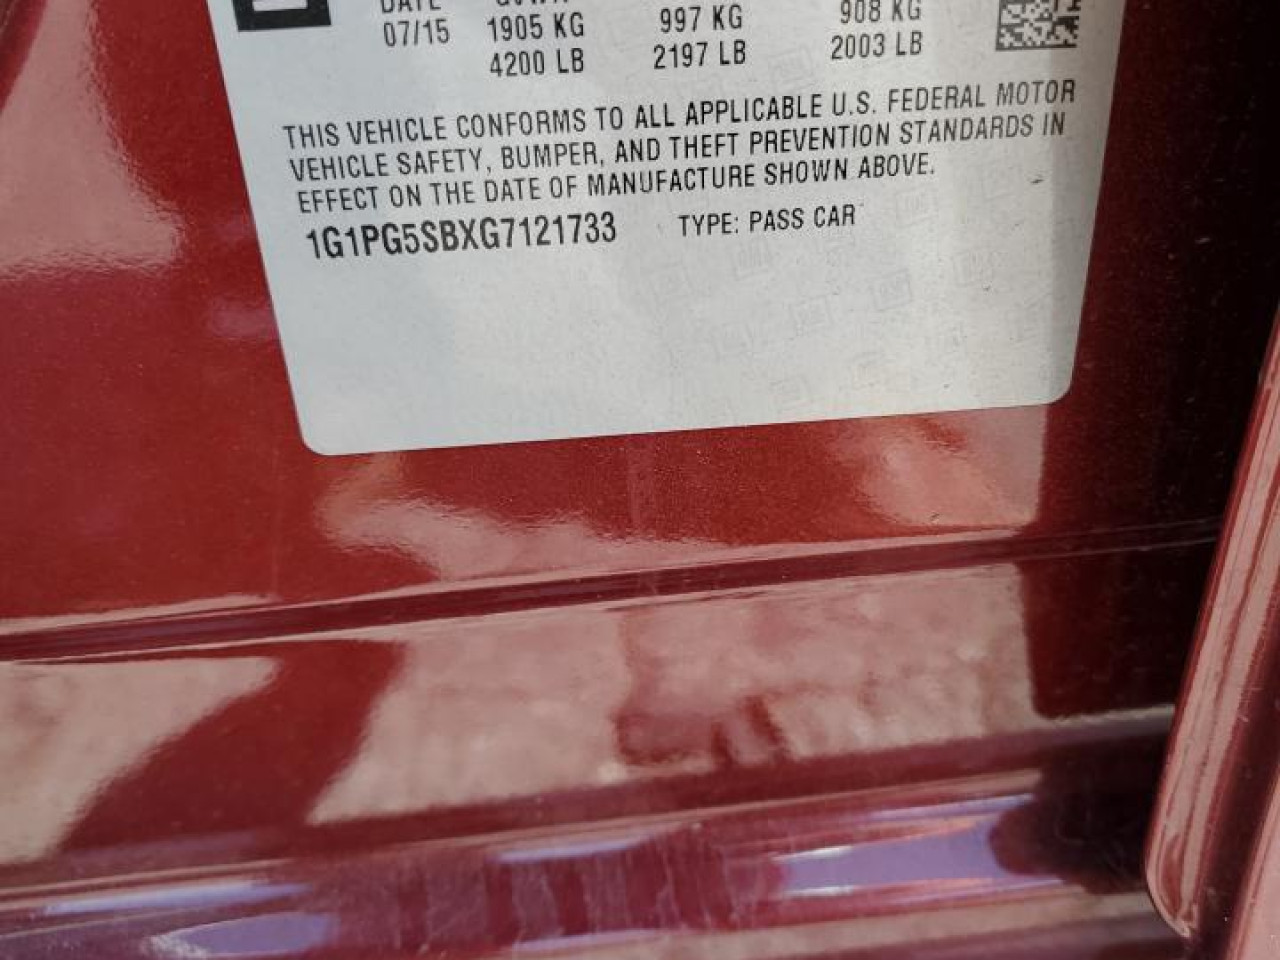 DATE GVWR
07/15 1905 KG 997 KG 908 KG
4200 LB 2197 LB 2003 LB
THIS VEHICLE CONFORMS TO ALL APPLICABLE U.S. FEDERAL MOTOR
VEHICLE SAFETY, BUMPER, AND THEFT PREVENTION STANDARDS IN
EFFECT ON THE DATE OF MANUFACTURE SHOWN ABOVE.
1G1PG5SBXG7121733 TYPE: PASS CAR